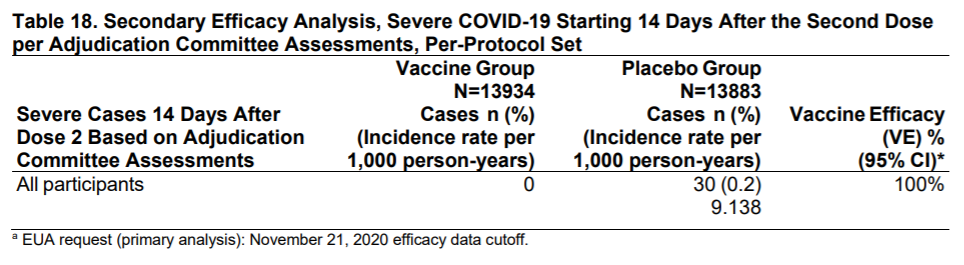 Table 18. Secondary Efficacy Analysis, Severe COVID-19 Starting 14 Days After the Second Dose
per Adjudication Committee Assessments, Per-Protocol Set
Vaccine Group Placebo Group
N=13934 N=13883
Severe Cases 14 Days After Cases n (%) Cases n (%) Vaccine Efficacy
Dose 2 Based on Adjudication (Incidence rate per (Incidence rate per (VE) %
Committee Assessments 1,000 person-years) 1,000 person-years) (95% CI)*
All participants 0 30 (0.2) 100%
9.138
a EUA request (primary analysis): November 21, 2020 efficacy data cutoff.